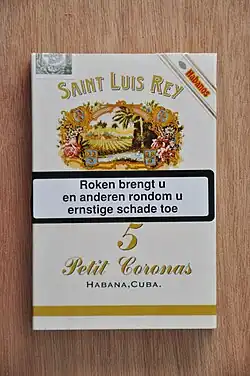 Habanos
SAINT LUIS REY
Roken brengt u
en anderen rondom u
ernstige schade toe
5
Petit Coronas
HABANA, CUBA.